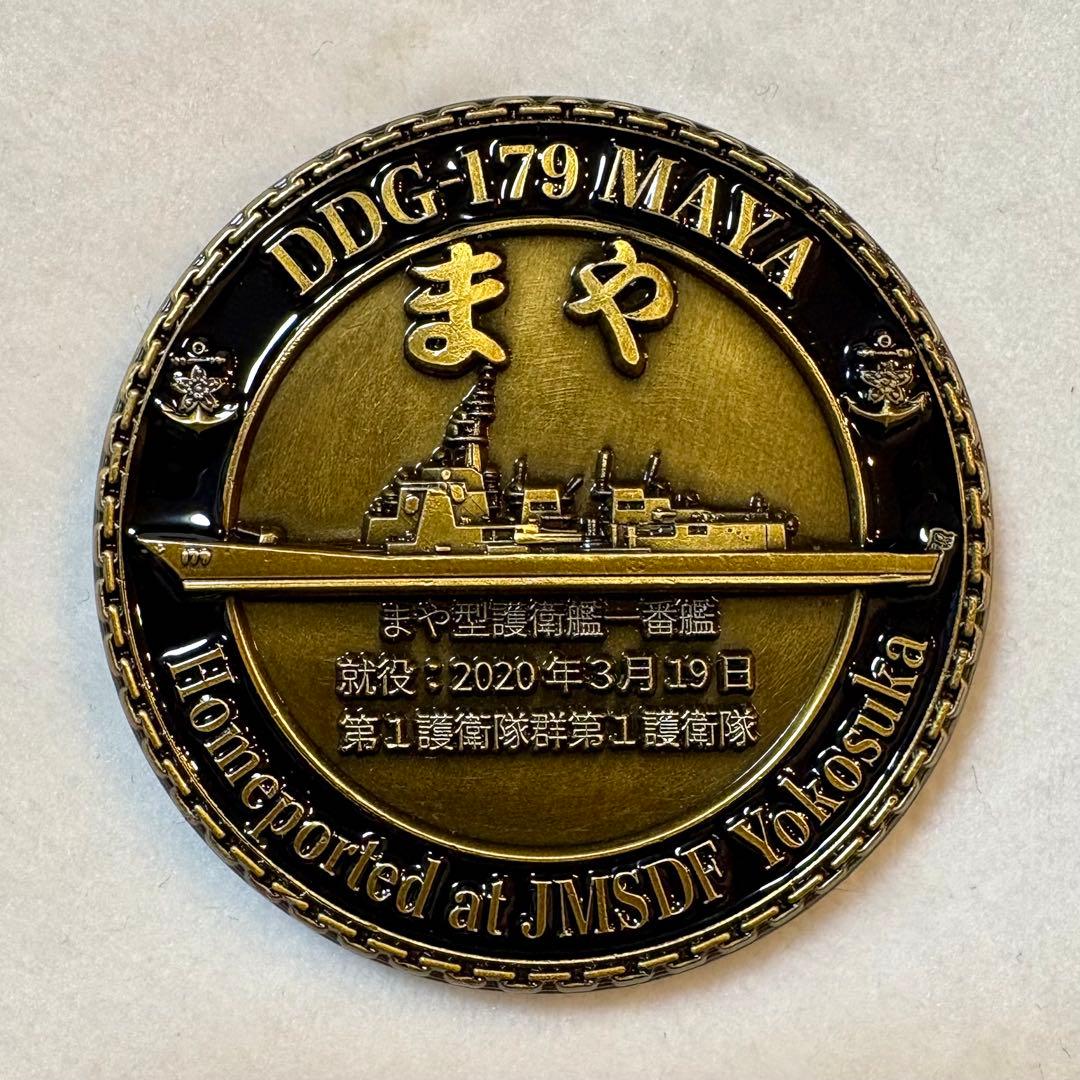 DDG-179 MAYA
まや
まや型護衛艦一番艦
就役：2020年3月19日
第1護衛隊群第1護衛隊
Homeported at JMSDF Yokosuka